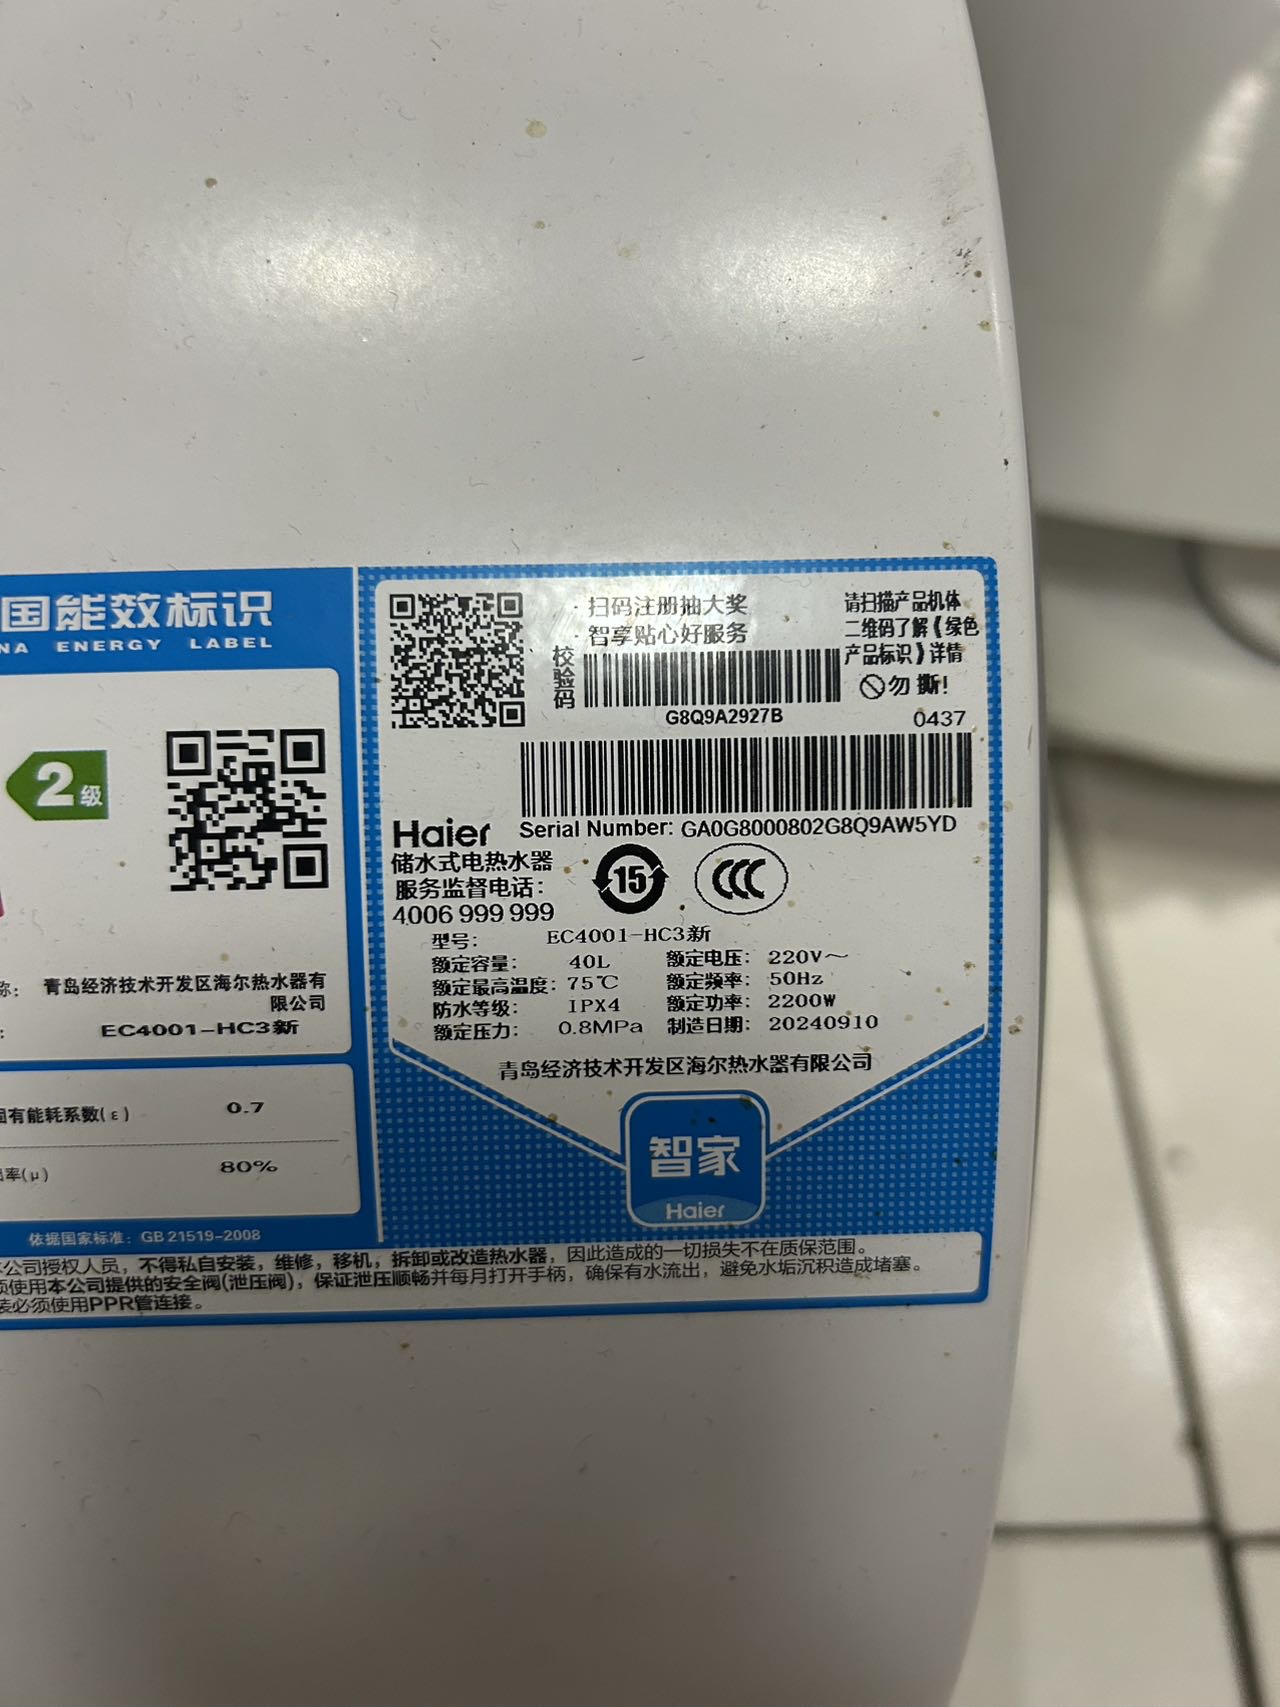 国能效标识
NA ENERGY LABEL
2级
称: 青岛经济技术开发区海尔热水器有
限公司
EC4001-HC3新
固有能耗系数(ε) 0.7
出率(μ) 80%
依据国家标准: GB 21519-2008
·扫码注册抽大奖
·智享贴心好服务
校验码
G8Q9A2927B
请扫描产品机体
二维码了解《绿色
产品标识》详情
勿 撕!
0437
Haier
Serial Number: GA0G8000802G8Q9AW5YD
储水式电热水器
服务监督电话:
4006 999 999
15
CCC
型号: EC4001-HC3新
额定容量: 40L 额定电压: 220V~
额定最高温度: 75℃ 额定频率: 50Hz
防水等级: IPX4 额定功率: 2200W
额定压力: 0.8MPa 制造日期: 20240910
青岛经济技术开发区海尔热水器有限公司
智家
Haier
公司授权人员，不得私自安装，维修，移机，拆卸或改造热水器，因此造成的一切损失不在质保范围。
须使用本公司提供的安全阀(泄压阀)，保证泄压顺畅并每月打开手柄，确保有水流出，避免水垢沉积造成堵塞。
装必须使用PPR管连接。